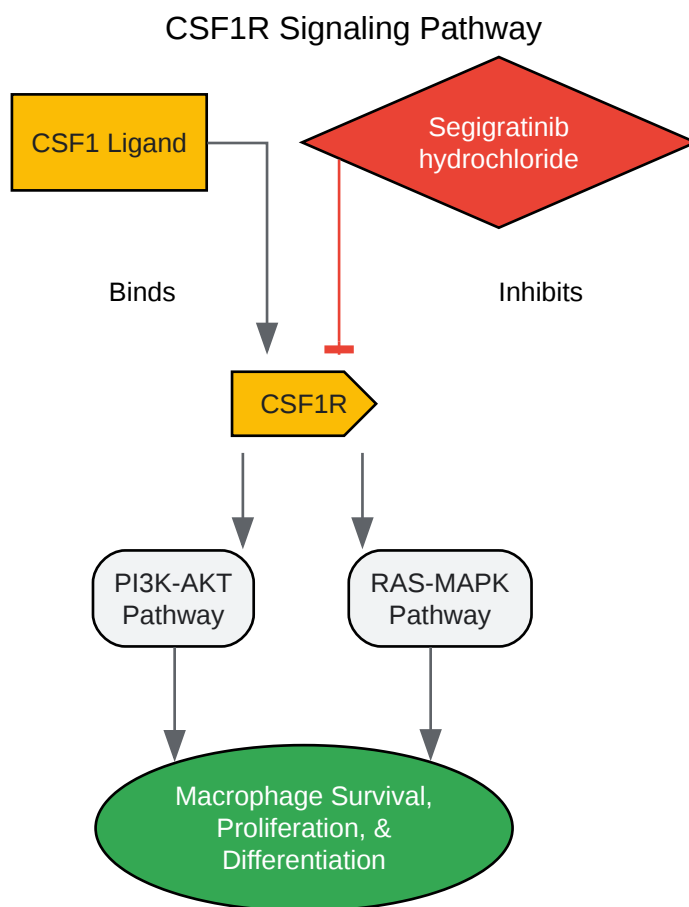 CSF1R Signaling Pathway
CSF1 Ligand
Segigratinib
hydrochloride
Binds
Inhibits
CSF1R
PI3K-AKT
Pathway
RAS-MAPK
Pathway
Macrophage Survival,
Proliferation, &
Differentiation